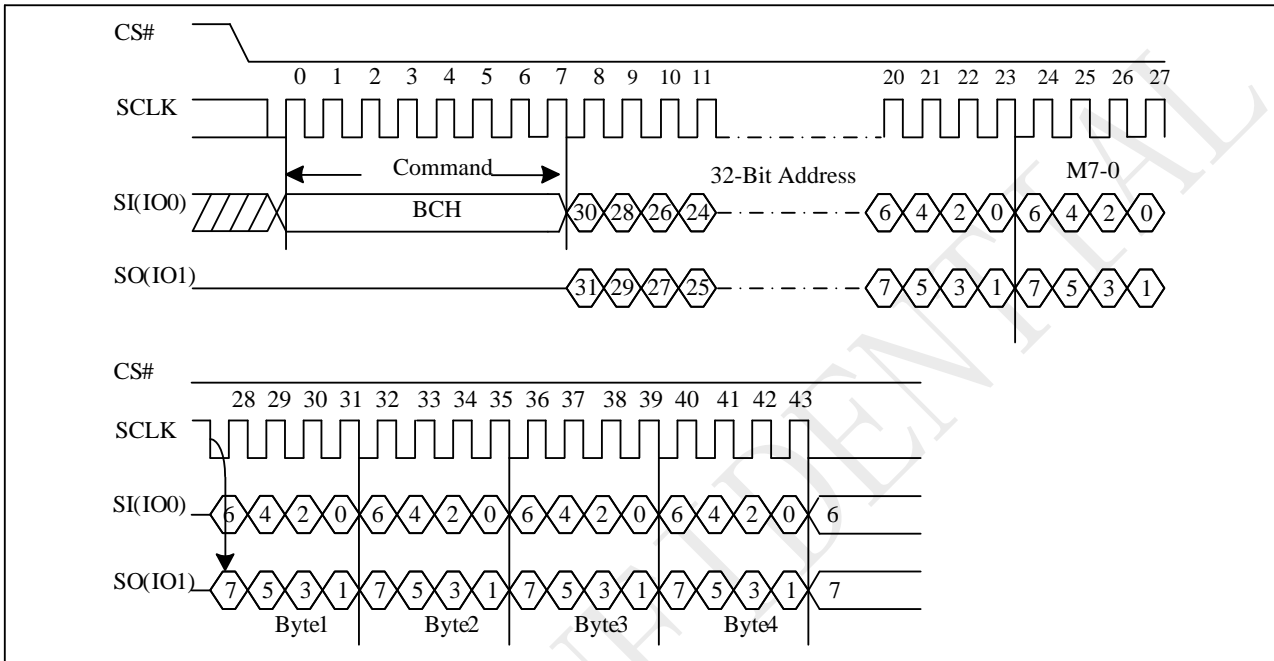 CS#
0 1 2 3 4 5 6 7 8 9 10 11 20 21 22 23 24 25 26 27
SCLK
Command 32-Bit Address M7-0
SI(IO0) BCH 30 28 26 24 6 4 2 0 6 4 2 0
SO(IO1) 31 29 27 25 7 5 3 1 7 5 3 1
CS#
28 29 30 31 32 33 34 35 36 37 38 39 40 41 42 43
SCLK
SI(IO0) 6 4 2 0 6 4 2 0 6 4 2 0 6 4 2 0 6
SO(IO1) 7 5 3 1 7 5 3 1 7 5 3 1 7 5 3 1 7
Byte1 Byte2 Byte3 Byte4